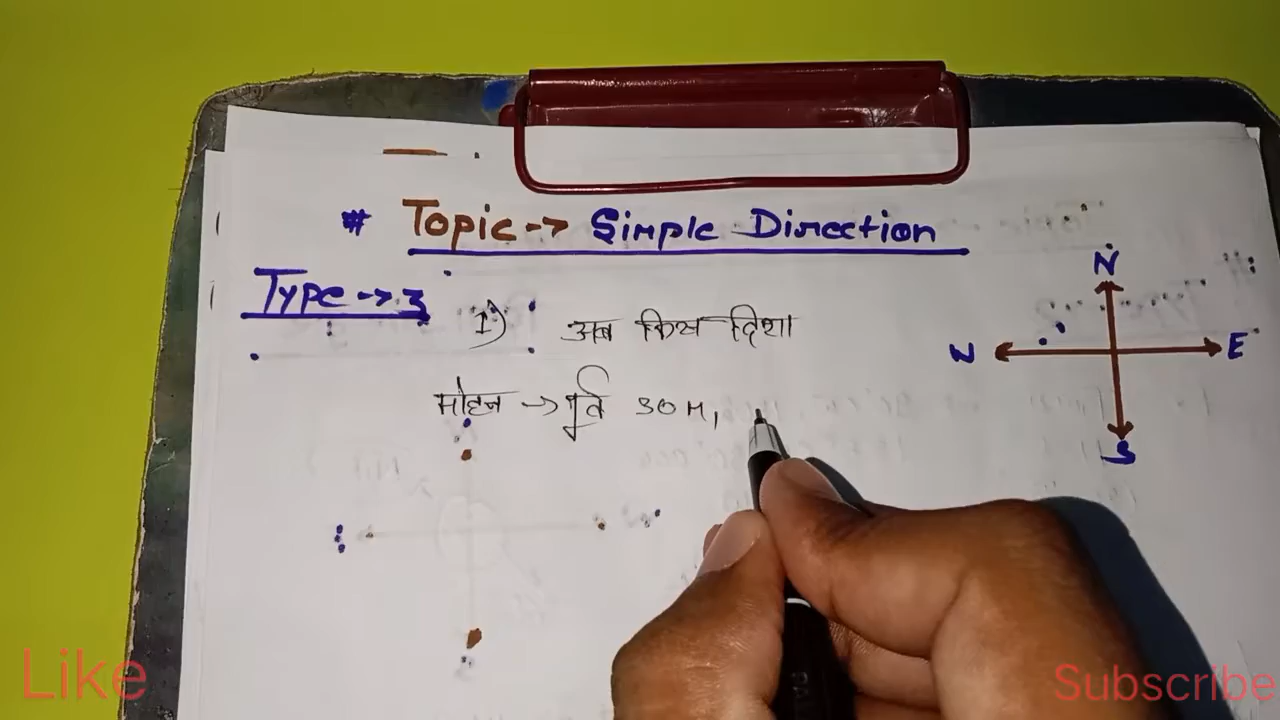 # Topic -> Simple Direction
Type -> 3
1) अब किस दिशा
मोहन -> पूर्व 30 M,
N
W
E
S
Like
Subscribe